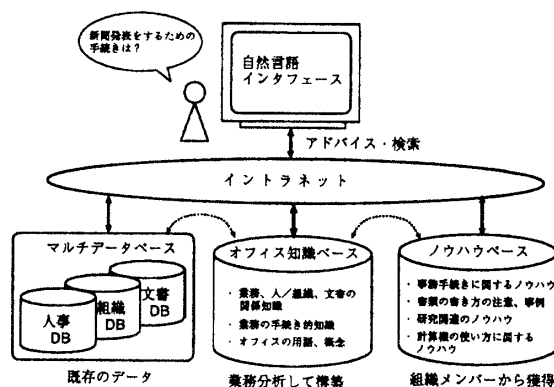 新聞発表をするための
手続きは？
自然言語
インタフェース
アドバイス・検索
イントラネット
マルチデータベース
人事
DB
組織
DB
文書
DB
既存のデータ
オフィス知識ベース
・ 業務、人／組織、文書の
関係知識
・ 業務の手続き的知識
・ オフィスの用語、概念
業務分析して構築
ノウハウベース
・ 事務手続きに関するノウハウ
・ 書類の書き方の注意、事例
・ 研究関連のノウハウ
・ 計算機の使い方に関する
ノウハウ
組織メンバーから獲得